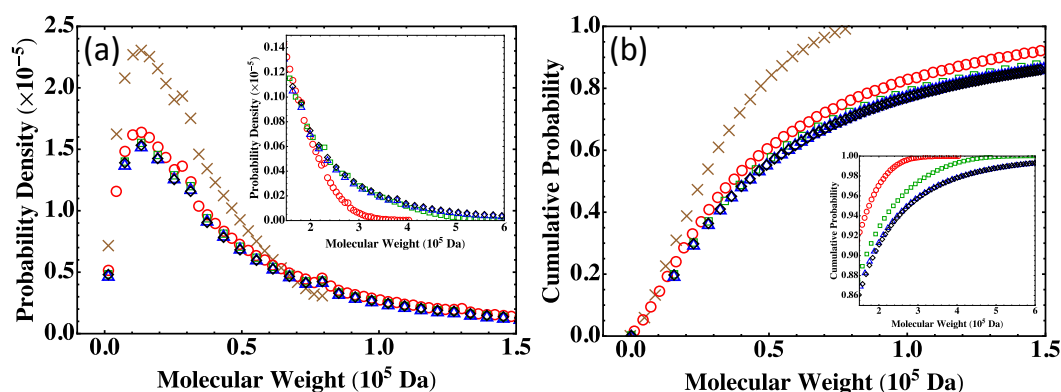 (a)
Probability Density (×10⁻⁵)
2.5
2.0
1.5
1.0
0.5
0.0
0.0 0.5 1.0 1.5
Molecular Weight (10⁵ Da)
Probability Density (×10⁻⁵)
0.14
0.12
0.10
0.08
0.06
0.04
0.02
0.00
2 3 4 5 6
Molecular Weight (10⁵ Da)
(b)
Cumulative Probability
1.0
0.8
0.6
0.4
0.2
0.0
0.0 0.5 1.0 1.5
Molecular Weight (10⁵ Da)
Cumulative Probability
1.00
0.98
0.96
0.94
0.92
0.90
0.88
0.86
2 3 4 5 6
Molecular Weight (10⁵ Da)